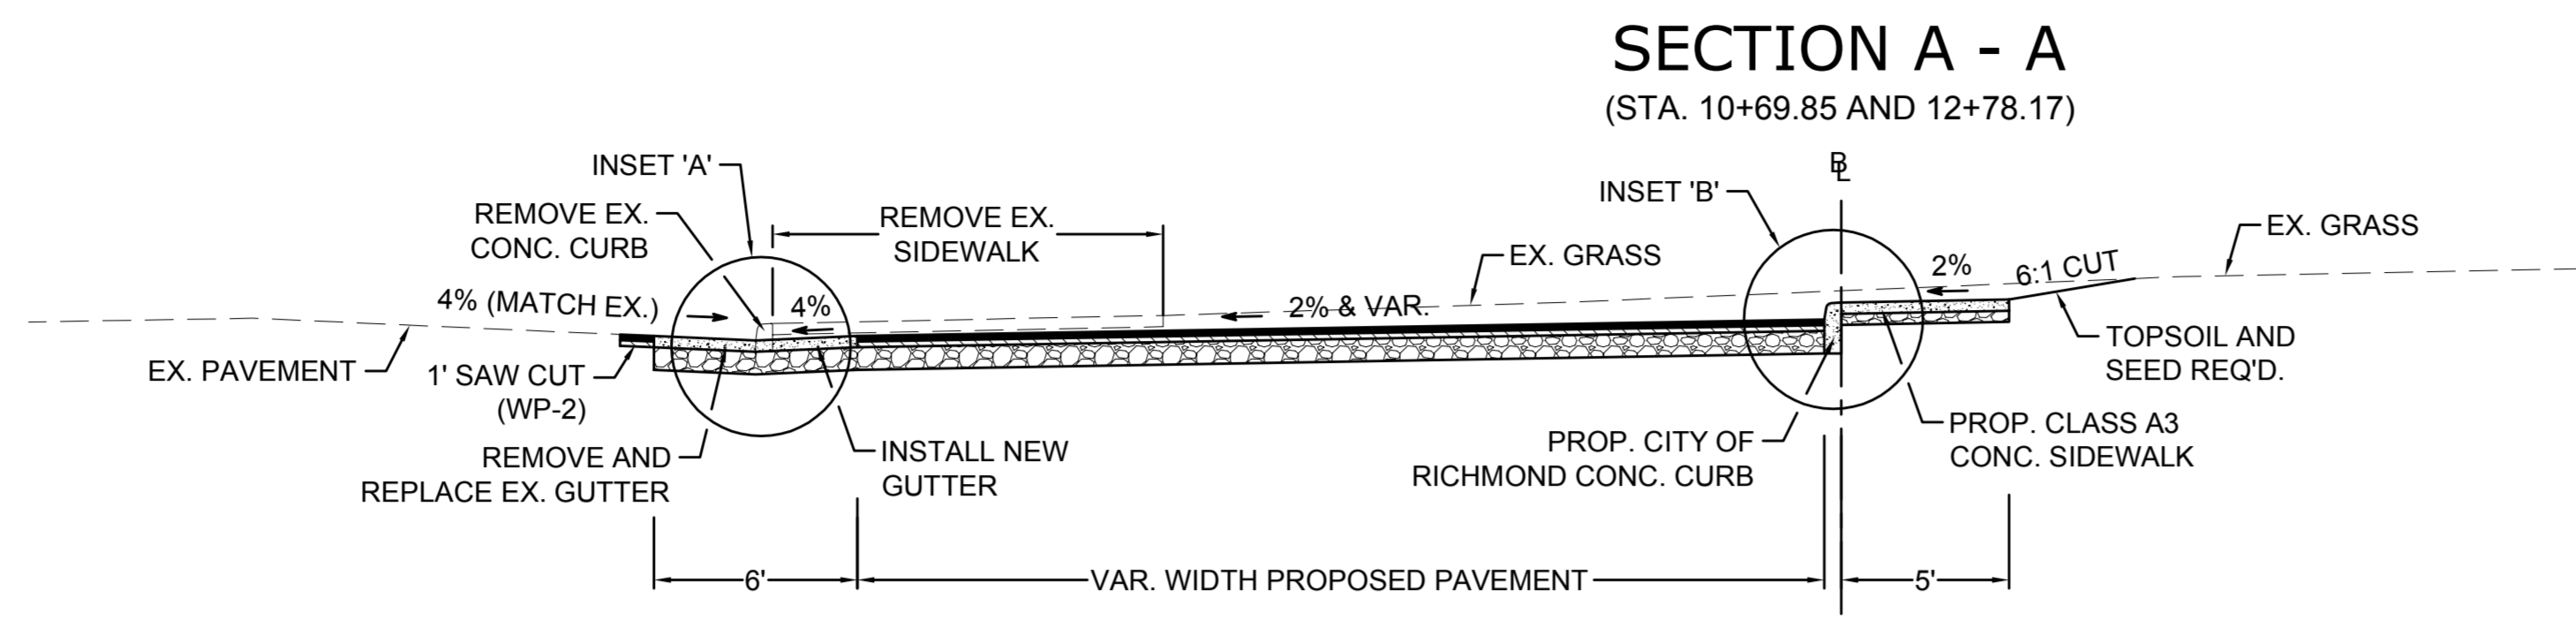 SECTION A - A
(STA. 10+69.85 AND 12+78.17)
INSET 'A'
REMOVE EX.
CONC. CURB
REMOVE EX.
SIDEWALK
EX. GRASS
INSET 'B'
BL
2%
6:1 CUT
EX. GRASS
4% (MATCH EX.)
4%
2% & VAR.
EX. PAVEMENT
1' SAW CUT
(WP-2)
REMOVE AND
REPLACE EX. GUTTER
INSTALL NEW
GUTTER
PROP. CITY OF
RICHMOND CONC. CURB
PROP. CLASS A3
CONC. SIDEWALK
TOPSOIL AND
SEED REQ'D.
6'
VAR. WIDTH PROPOSED PAVEMENT
5'